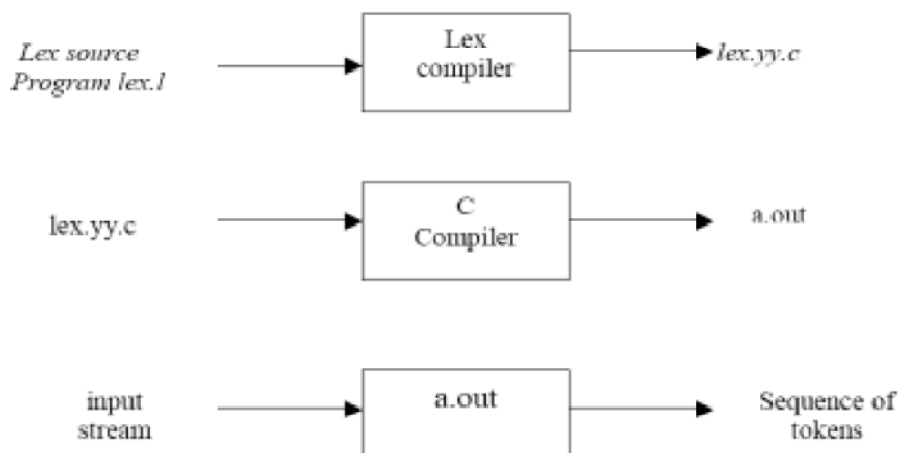 Lex source
Program lex.l
Lex
compiler
lex.yy.c
lex.yy.c
C
Compiler
a.out
input
stream
a.out
Sequence of
tokens